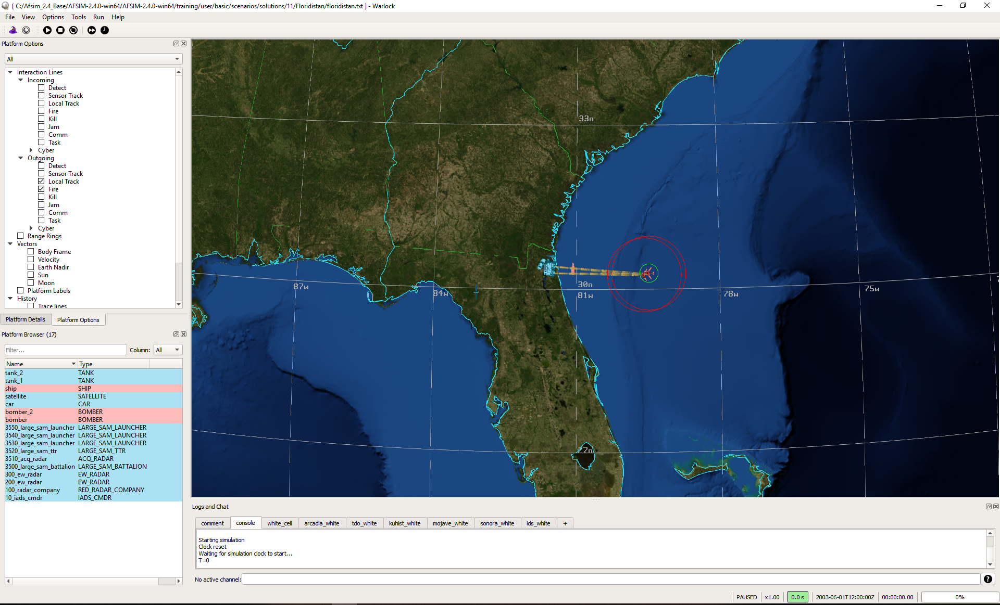 [ C:/Afsim_2.4_Base/AFSIM-2.4.0-win64/AFSIM-2.4.0-win64/training/user/basic/scenarios/solutions/11/Floridistan/floridistan.txt ] - Warlock
File View Options Tools Run Help
Platform Options
All
Interaction Lines
Incoming
Detect
Sensor Track
Local Track
Fire
Kill
Jam
Comm
Task
Cyber
Outgoing
Detect
Sensor Track
Local Track
Fire
Kill
Jam
Comm
Task
Cyber
Range Rings
Vectors
Body Frame
Velocity
Earth Nadir
Sun
Moon
Platform Labels
History
Trace lines
Platform Details Platform Options
Platform Browser (17)
Filter... Column: All
Name Type
tank_2 TANK
tank_1 TANK
ship SHIP
satellite SATELLITE
car CAR
bomber_2 BOMBER
bomber BOMBER
3550_large_sam_launcher LARGE_SAM_LAUNCHER
3540_large_sam_launcher LARGE_SAM_LAUNCHER
3530_large_sam_launcher LARGE_SAM_LAUNCHER
3520_large_sam_ttr LARGE_SAM_TTR
3510_acq_radar ACQ_RADAR
3500_large_sam_battalion LARGE_SAM_BATTALION
300_ew_radar EW_RADAR
200_ew_radar EW_RADAR
100_radar_company RED_RADAR_COMPANY
10_iads_cmdr IADS_CMDR
33n
30n
87w
84w
81w
78w
75w
27n
Logs and Chat
comment console white_cell arcadia_white tdo_white kuhist_white mojave_white sonora_white ids_white +
Starting simulation
Clock reset
Waiting for simulation clock to start...
T=0
No active channel:
PAUSED x1.00 0.0 s 2003-06-01T12:00:00Z 00:00:00.00 0%